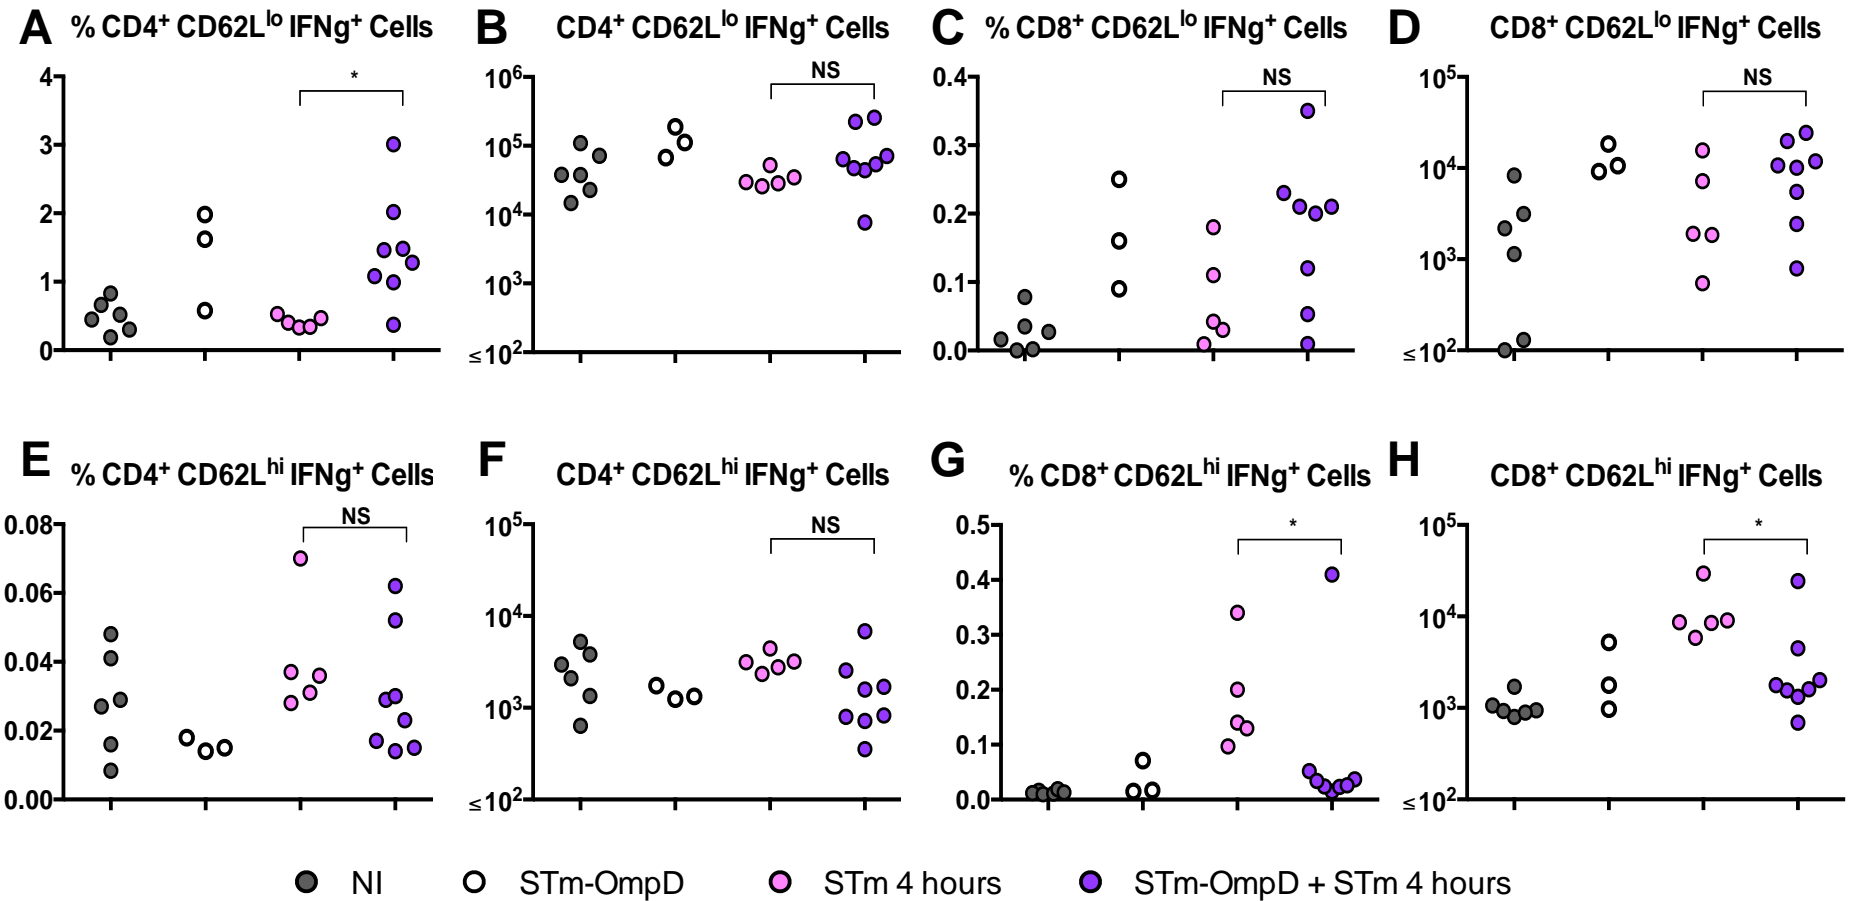 A % CD4⁺ CD62Lˡᵒ IFNg⁺ Cells
4
3
2
1
0
*
B CD4⁺ CD62Lˡᵒ IFNg⁺ Cells
10⁶
10⁵
10⁴
10³
≤10²
NS
C % CD8⁺ CD62Lˡᵒ IFNg⁺ Cells
0.4
0.3
0.2
0.1
0.0
NS
D CD8⁺ CD62Lˡᵒ IFNg⁺ Cells
10⁵
10⁴
10³
≤10²
NS
E % CD4⁺ CD62Lʰⁱ IFNg⁺ Cells
0.08
0.06
0.04
0.02
0.00
NS
F CD4⁺ CD62Lʰⁱ IFNg⁺ Cells
10⁵
10⁴
10³
≤10²
NS
G % CD8⁺ CD62Lʰⁱ IFNg⁺ Cells
0.5
0.4
0.3
0.2
0.1
0.0
*
H CD8⁺ CD62Lʰⁱ IFNg⁺ Cells
10⁵
10⁴
10³
≤10²
*
NI STm-OmpD STm 4 hours STm-OmpD + STm 4 hours